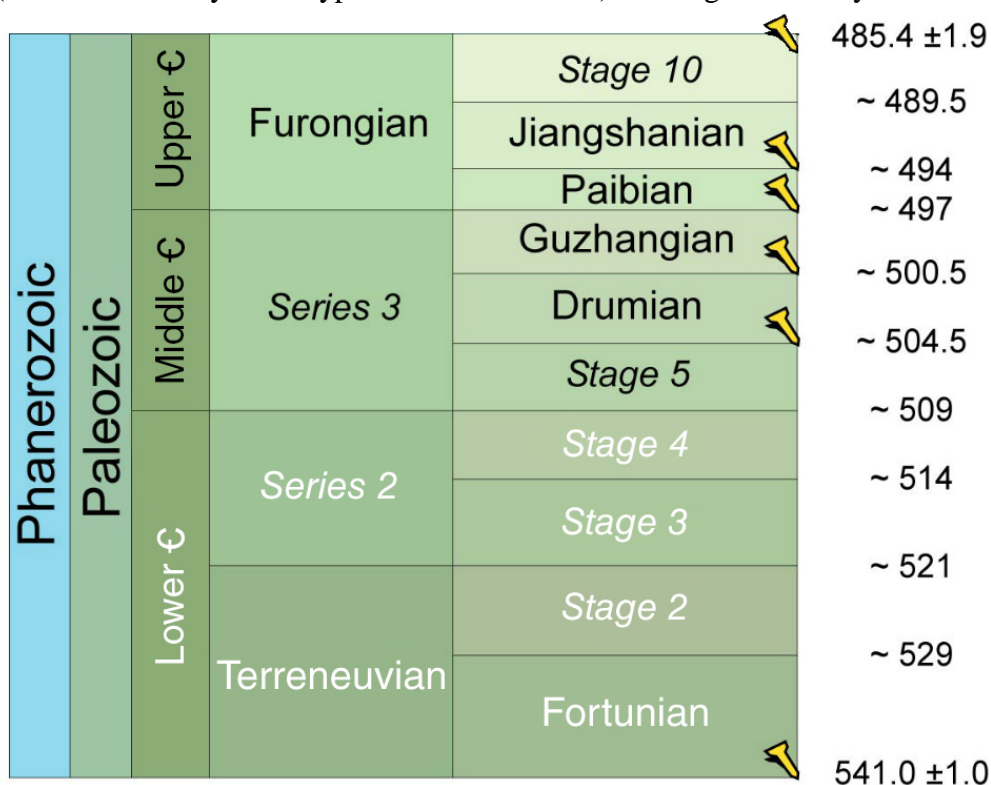 Phanerozoic
Paleozoic
Upper Є
Middle Є
Lower Є
Furongian
Series 3
Series 2
Terreneuvian
Stage 10
Jiangshanian
Paibian
Guzhangian
Drumian
Stage 5
Stage 4
Stage 3
Stage 2
Fortunian
485.4 ±1.9
~ 489.5
~ 494
~ 497
~ 500.5
~ 504.5
~ 509
~ 514
~ 521
~ 529
541.0 ±1.0